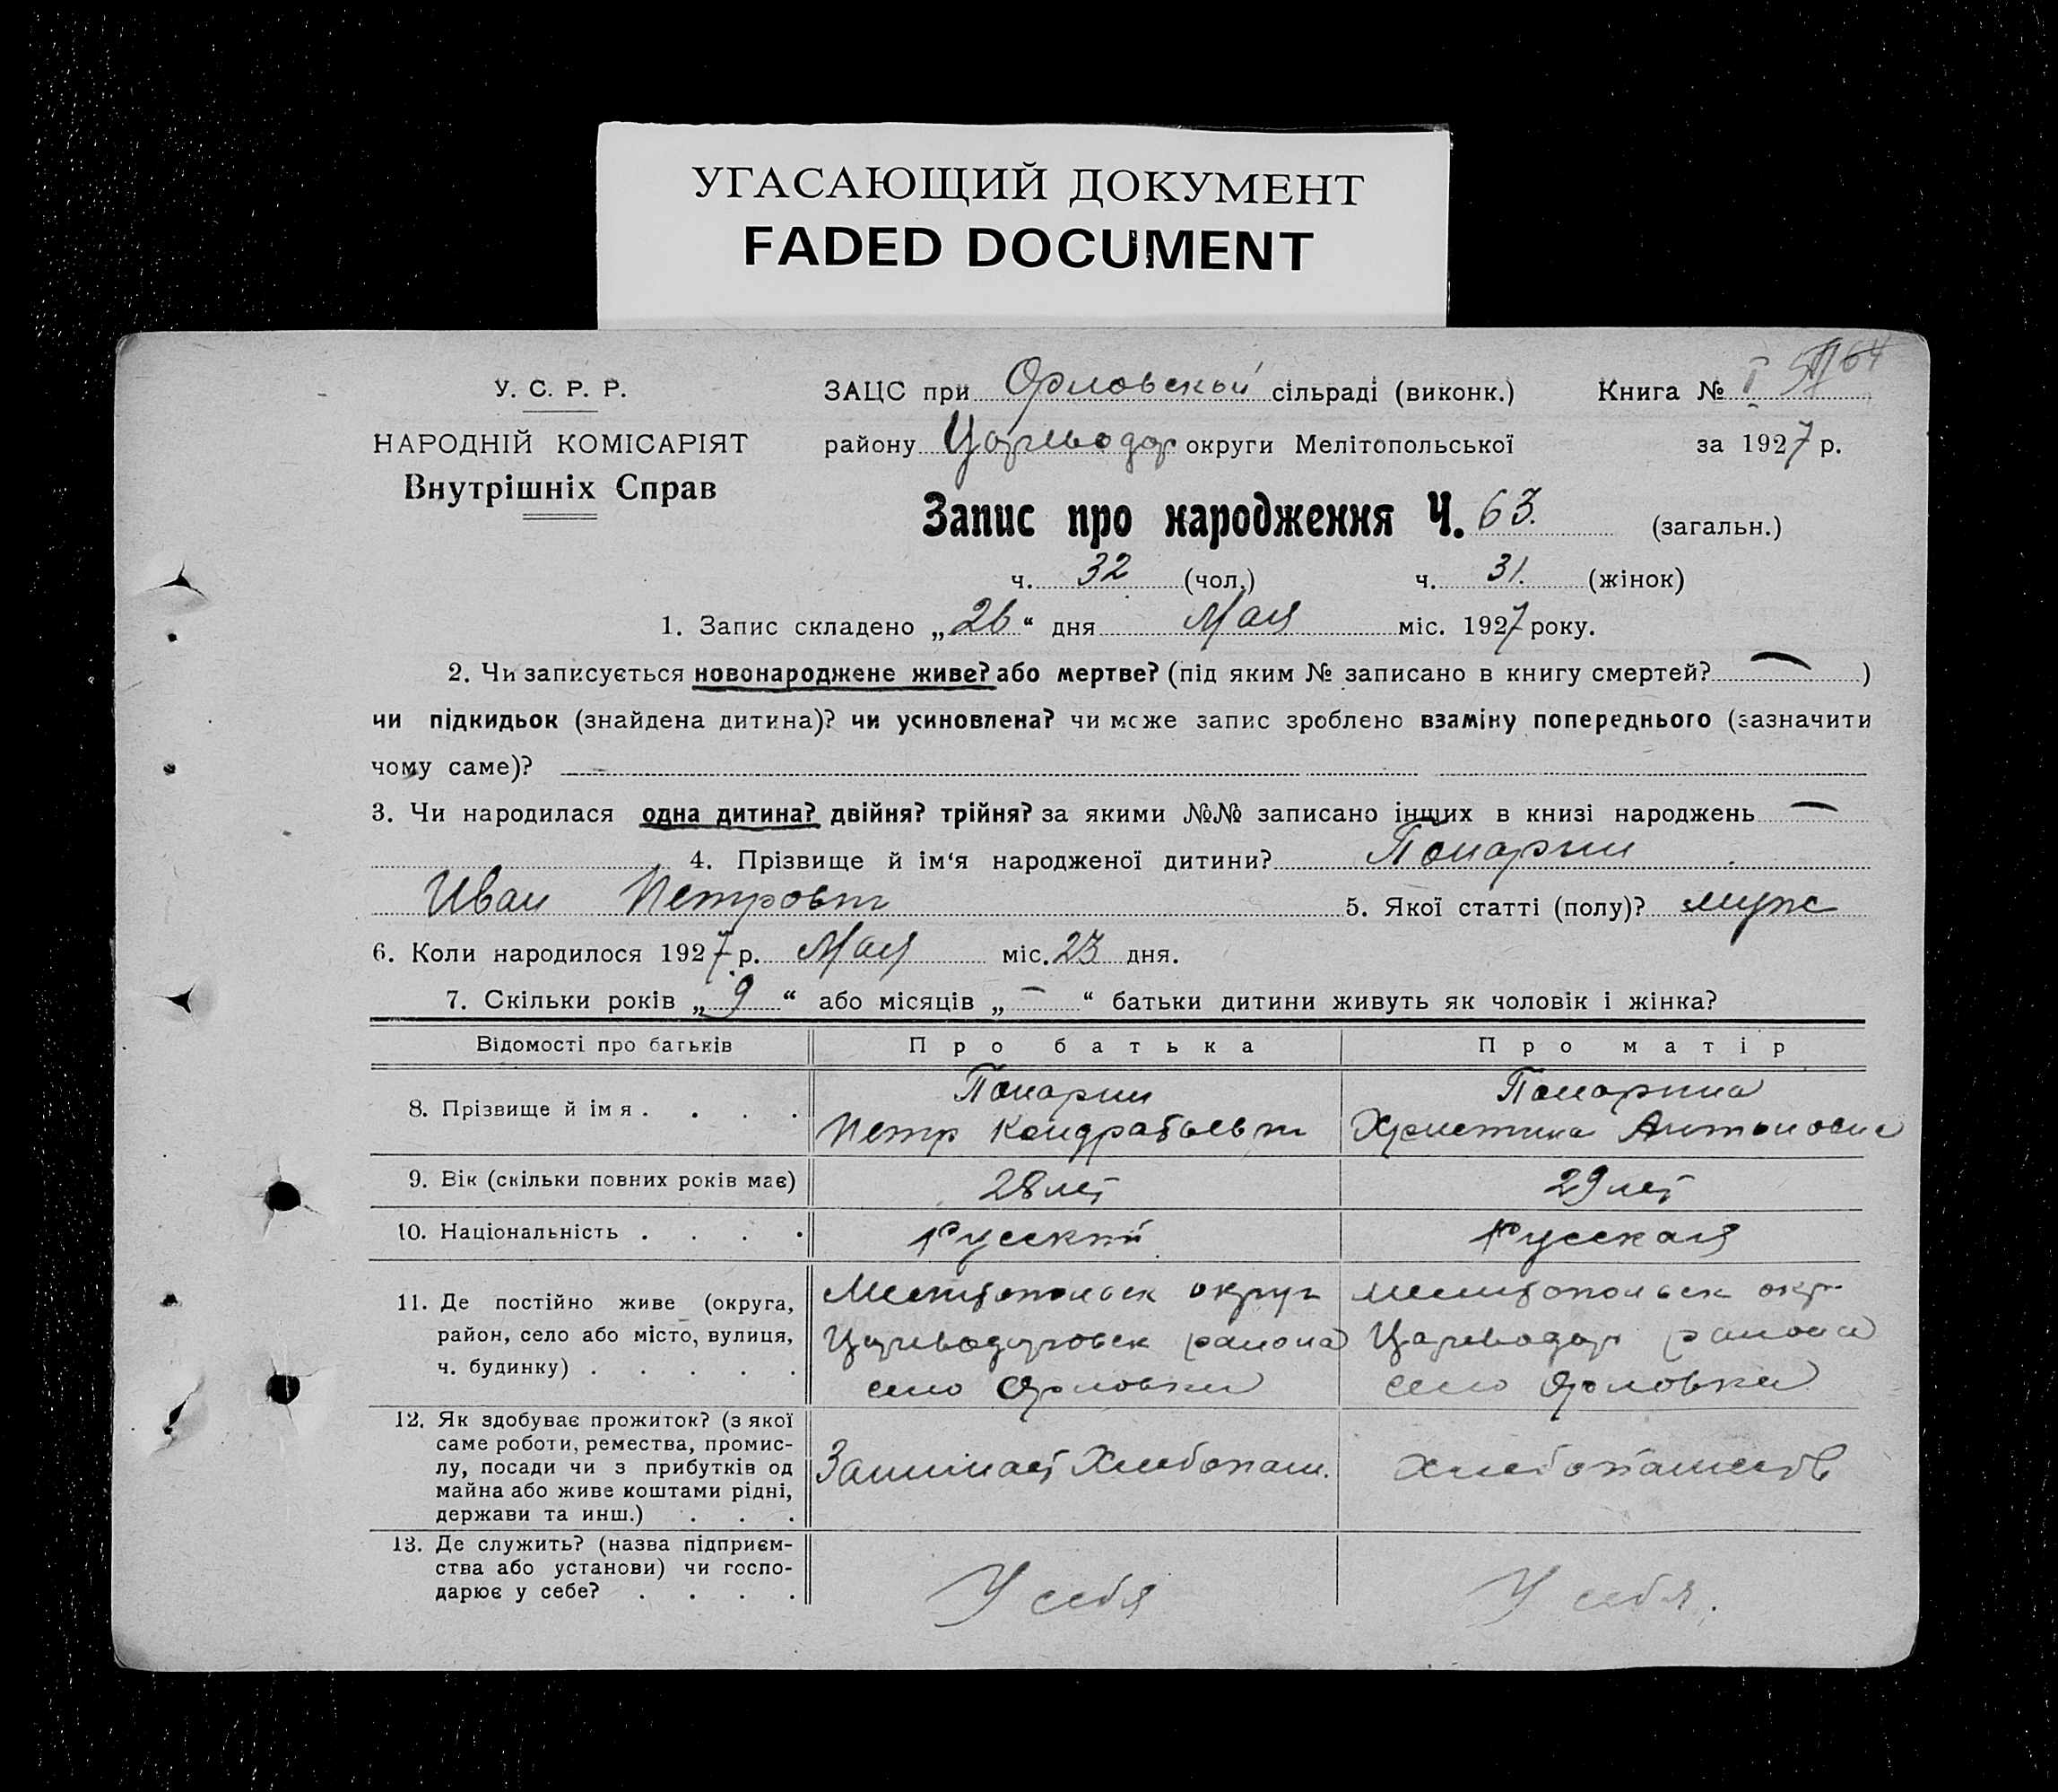 УГАСАЮЩИЙ ДОКУМЕНТ
FADED DOCUMENT
У. С. Р. Р.
НАРОДНІЙ КОМІСАРІЯТ
Внутрішніх Справ
ЗАЦС при Орловской сільраді (виконк.) Книга № I
району Цареводар округи Мелітопольської за 1927 р.
Запис про народження Ч. 63. (загальн.)
ч. 32 (чол.) ч. 31. (жінок)
1. Запис складено „26“ дня Мая міс. 1927 року.
2. Чи записується новонароджене живе? або мертве? (під яким № записано в книгу смертей? — )
чи підкидьок (знайдена дитина)? чи усиновлена? чи може запис зроблено взаміну попереднього (зазначити
чому саме)?
3. Чи народилася одна дитина? двійня? трійня? за якими №№ записано інших в книзі народжень —
4. Прізвище й ім‘я народженої дитини? Понарин
Иван Петрович 5. Якої статті (полу)? муж
6. Коли народилося 1927 р. Мая міс. 23 дня.
7. Скільки років „9“ або місяців „—“ батьки дитини живуть як чоловік і жінка?
Відомості про батьків Про батька Про матір
8. Прізвище й імя . . . . Понарин Понарина
Петр Кондратьевич Христина Антоновна
9. Вік (скільки повних років має) 28 лет 29 лет
10. Національність . . . . Русский Русская
11. Де постійно живе (округа, Мелитопольск округ Мелитопольск окр
район, село або місто, вулиця, Цареводаровск района Цареводар района
ч. будинку) . . . . . село Орловка село Орловка
12. Як здобуває прожиток? (з якої
саме роботи, ремества, промис-
лу, посади чи з прибутків од Занимает Хлебопаш. Хлебопашеств
майна або живе коштами рідні,
держави та инш.) . . .
13. Де служить? (назва підприєм-
ства або установи) чи госпо- У себя У себя.
дарює у себе? . . . .